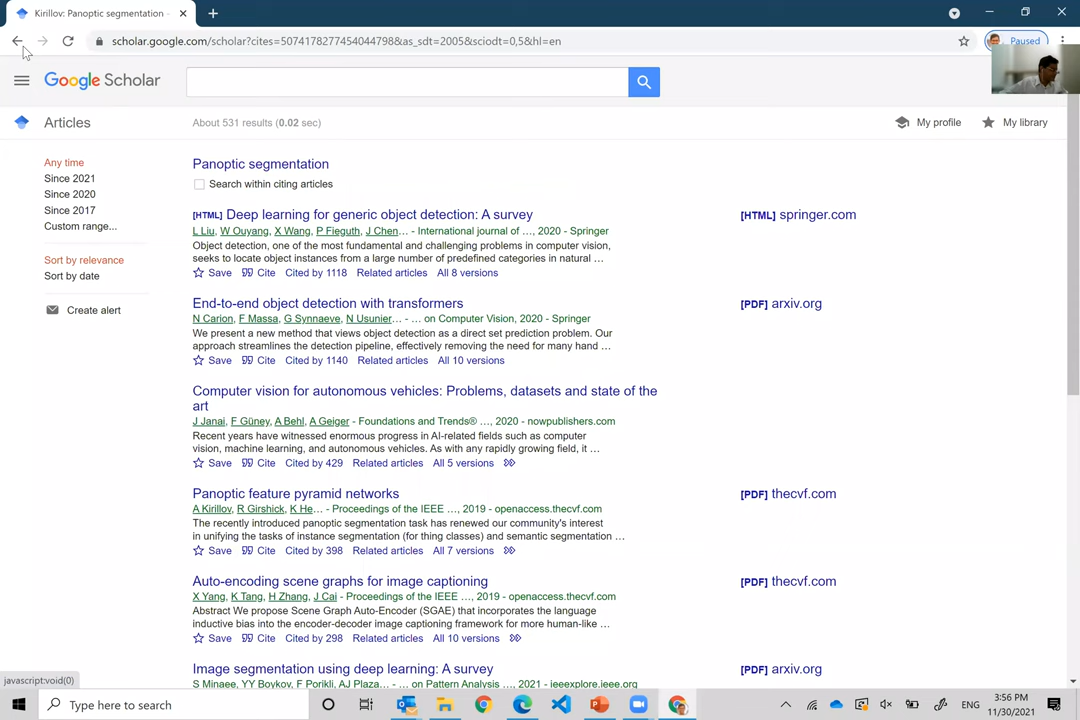 Kirillov: Panoptic segmentation -
scholar.google.com/scholar?cites=5074178277454044798&as_sdt=2005&sciodt=0,5&hl=en
Paused
Google Scholar
Articles
About 531 results (0.02 sec)
My profile
My library
Any time
Since 2021
Since 2020
Since 2017
Custom range...
Sort by relevance
Sort by date
Create alert
Panoptic segmentation
Search within citing articles
[HTML] Deep learning for generic object detection: A survey
L Liu, W Ouyang, X Wang, P Fieguth, J Chen… - International journal of …, 2020 - Springer
Object detection, one of the most fundamental and challenging problems in computer vision,
seeks to locate object instances from a large number of predefined categories in natural …
Save Cite Cited by 1118 Related articles All 8 versions
[HTML] springer.com
End-to-end object detection with transformers
N Carion, F Massa, G Synnaeve, N Usunier… - … on Computer Vision, 2020 - Springer
We present a new method that views object detection as a direct set prediction problem. Our
approach streamlines the detection pipeline, effectively removing the need for many hand …
Save Cite Cited by 1140 Related articles All 10 versions
[PDF] arxiv.org
Computer vision for autonomous vehicles: Problems, datasets and state of the
art
J Janai, F Güney, A Behl, A Geiger - Foundations and Trends® …, 2020 - nowpublishers.com
Recent years have witnessed enormous progress in AI-related fields such as computer
vision, machine learning, and autonomous vehicles. As with any rapidly growing field, it …
Save Cite Cited by 429 Related articles All 5 versions
Panoptic feature pyramid networks
A Kirillov, R Girshick, K He… - Proceedings of the IEEE …, 2019 - openaccess.thecvf.com
The recently introduced panoptic segmentation task has renewed our community's interest
in unifying the tasks of instance segmentation (for thing classes) and semantic segmentation …
Save Cite Cited by 398 Related articles All 7 versions
[PDF] thecvf.com
Auto-encoding scene graphs for image captioning
X Yang, K Tang, H Zhang, J Cai - Proceedings of the IEEE …, 2019 - openaccess.thecvf.com
Abstract We propose Scene Graph Auto-Encoder (SGAE) that incorporates the language
inductive bias into the encoder-decoder image captioning framework for more human-like …
Save Cite Cited by 298 Related articles All 10 versions
[PDF] thecvf.com
Image segmentation using deep learning: A survey
S Minaee, YY Boykov, F Porikli, AJ Plaza… - … on Pattern Analysis …, 2021 - ieeexplore.ieee.org
[PDF] arxiv.org
javascript:void(0)
Type here to search
ENG
3:56 PM
11/30/2021